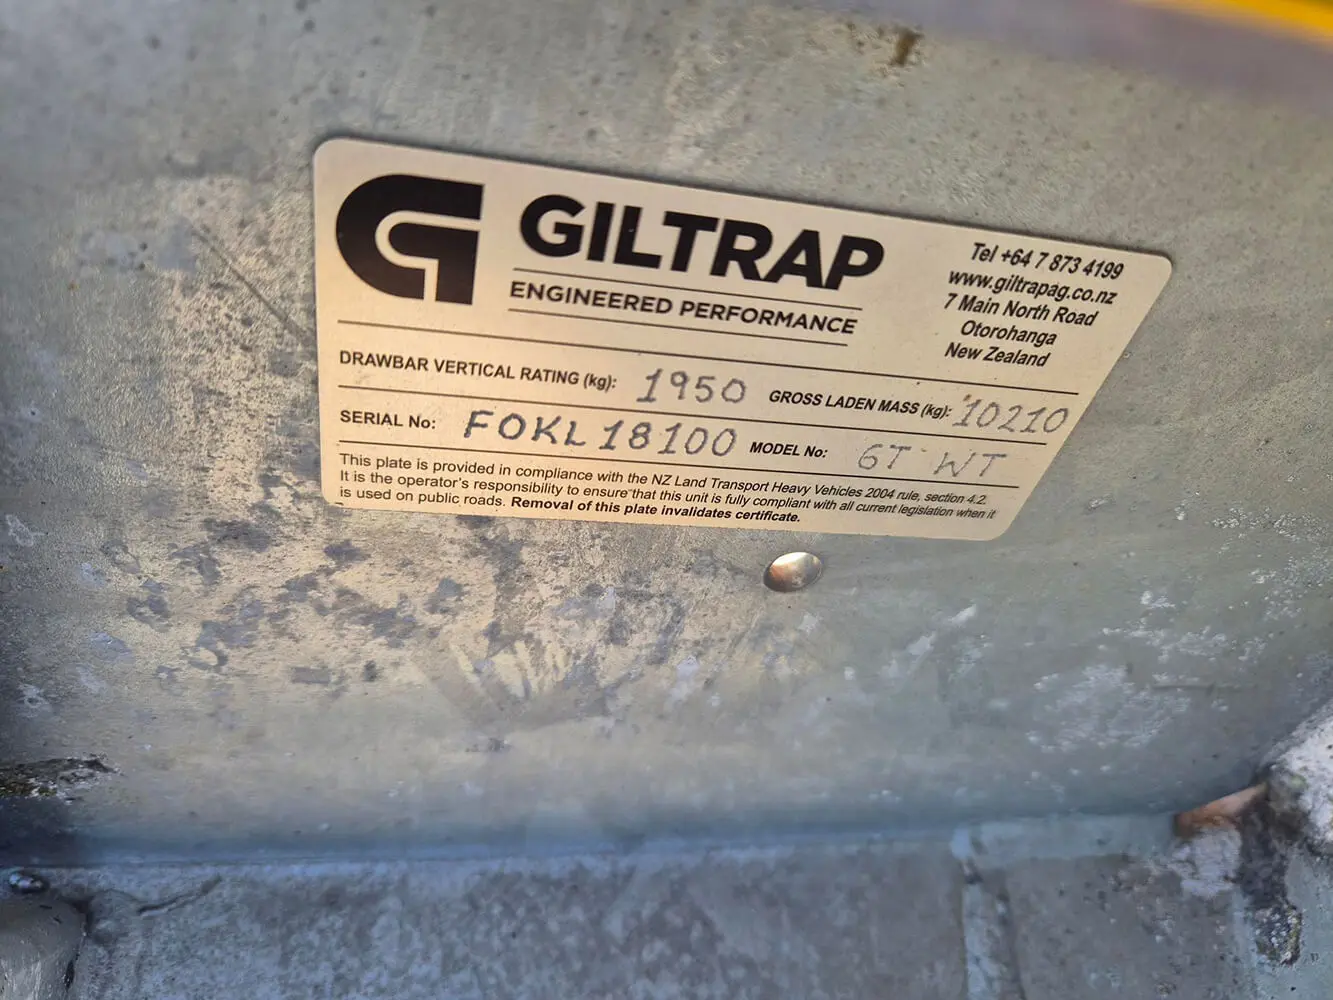 GILTRAP
ENGINEERED PERFORMANCE
Tel +64 7 873 4199
www.giltrapag.co.nz
7 Main North Road
Otorohanga
New Zealand
DRAWBAR VERTICAL RATING (kg): 1950 GROSS LADEN MASS (kg): 10210
SERIAL No: FOKL18100 MODEL No: 6T WT
This plate is provided in compliance with the NZ Land Transport Heavy Vehicles 2004 rule, section 4.2.
It is the operator's responsibility to ensure that this unit is fully compliant with all current legislation when it
is used on public roads. Removal of this plate invalidates certificate.